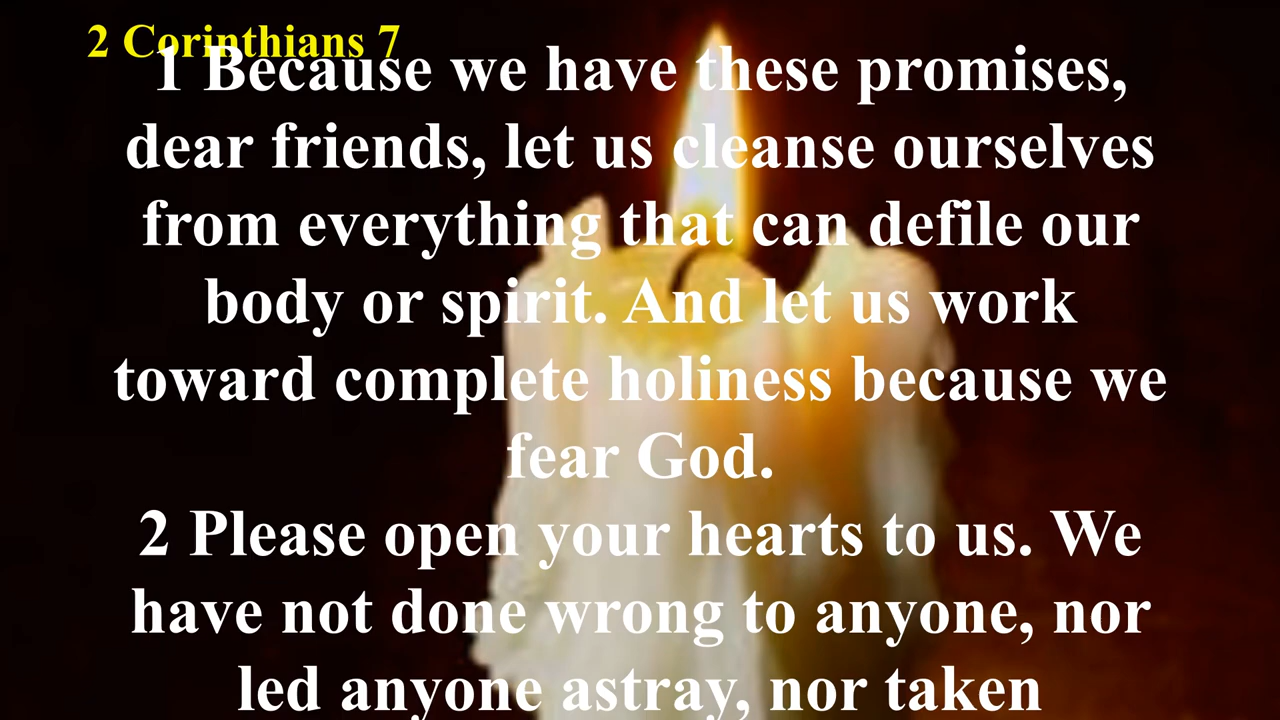 2 Corinthians 7
1 Because we have these promises,
dear friends, let us cleanse ourselves
from everything that can defile our
body or spirit. And let us work
toward complete holiness because we
fear God.
2 Please open your hearts to us. We
have not done wrong to anyone, nor
led anyone astray, nor taken